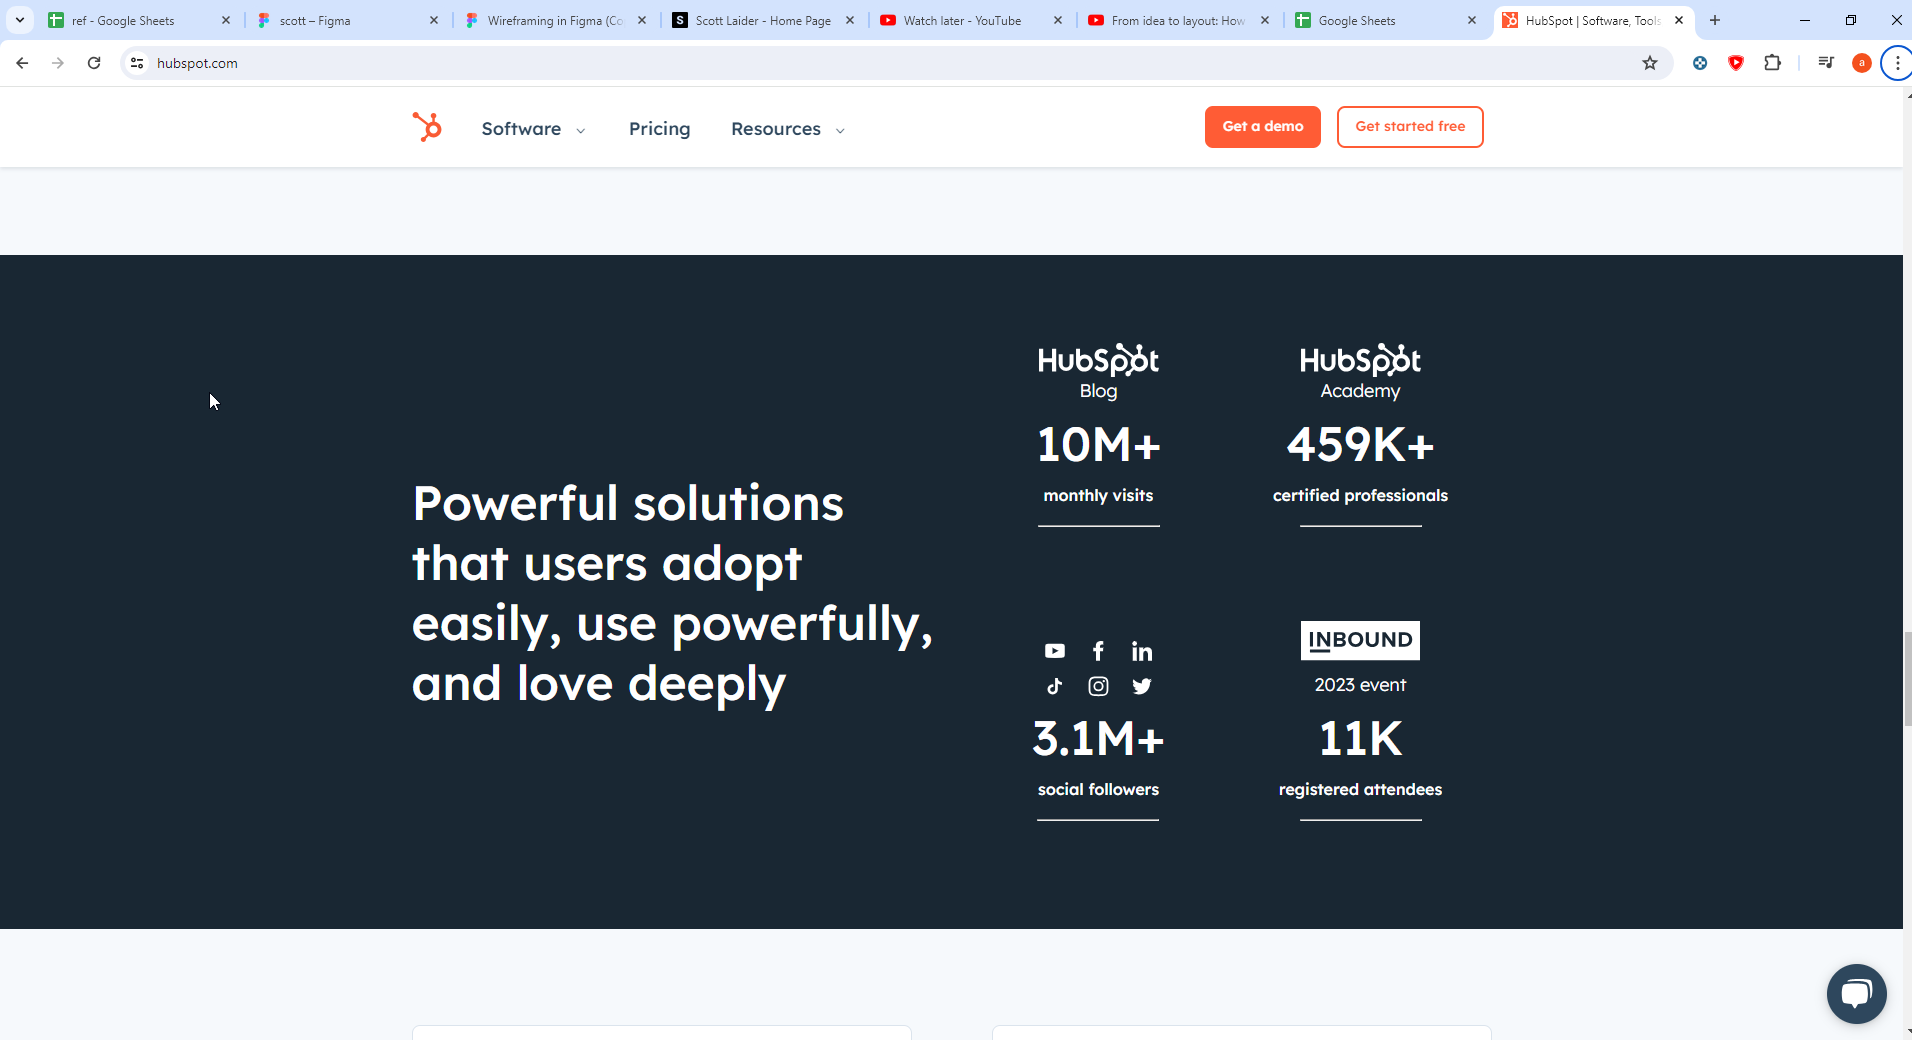 ref - Google Sheets
scott – Figma
Wireframing in Figma (Co
Scott Laider - Home Page
Watch later - YouTube
From idea to layout: How
Google Sheets
HubSpot | Software, Tools
hubspot.com
a
Software
Pricing
Resources
Get a demo
Get started free
Powerful solutions
that users adopt
easily, use powerfully,
and love deeply
HubSpot
Blog
10M+
monthly visits
HubSpot
Academy
459K+
certified professionals
3.1M+
social followers
INBOUND
2023 event
11K
registered attendees